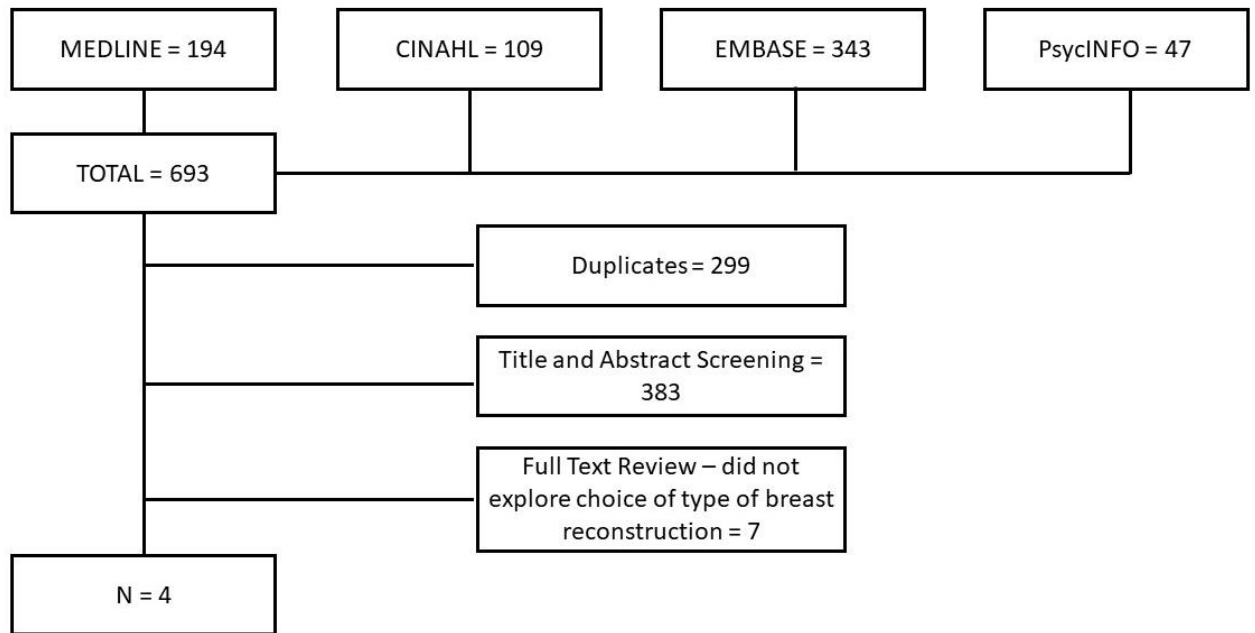 MEDLINE = 194
CINAHL = 109
EMBASE = 343
PsycINFO = 47
TOTAL = 693
Duplicates = 299
Title and Abstract Screening =
383
Full Text Review – did not
explore choice of type of breast
reconstruction = 7
N = 4